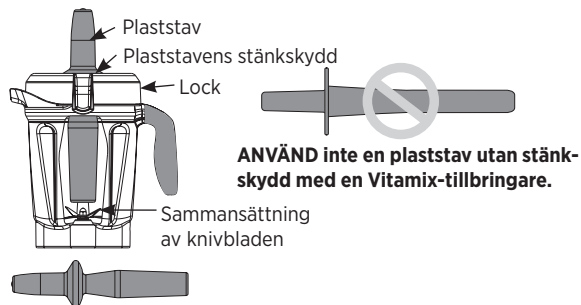 Plaststav
Plaststavens stänkskydd
Lock
ANVÄND inte en plaststav utan stänk-
skydd med en Vitamix-tillbringare.
Sammansättning
av knivbladen